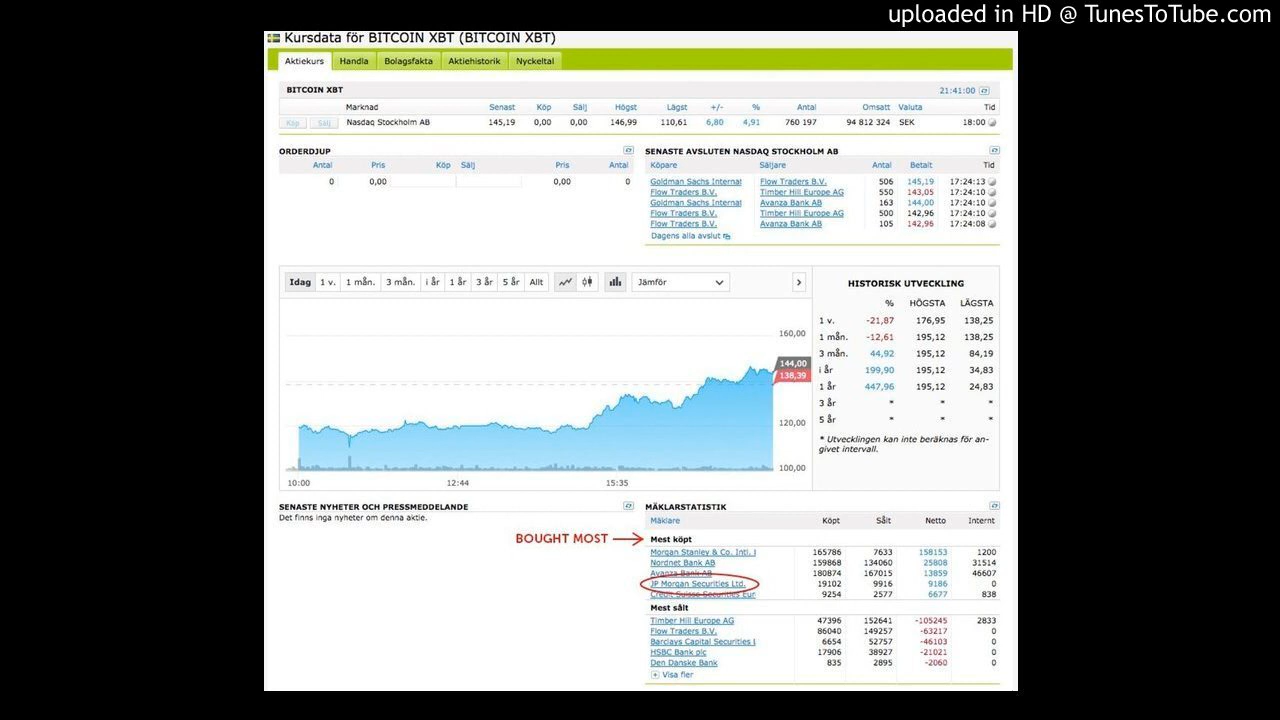 uploaded in HD @ TunesToTube.com
Kursdata för BITCOIN XBT (BITCOIN XBT)
Aktiekurs Handla Bolagsfakta Aktiehistorik Nyckeltal
BITCOIN XBT 21:41:00
Marknad Senast Köp Sälj Högst Lägst +/- % Antal Omsatt Valuta Tid
Köp Sälj Nasdaq Stockholm AB 145,19 0,00 0,00 146,99 110,61 6,80 4,91 760 197 94 812 324 SEK 18:00
ORDERDJUP
Antal Pris Köp Sälj Pris Antal
0 0,00 0,00 0
SENASTE AVSLUTEN NASDAQ STOCKHOLM AB
Köpare Säljare Antal Betalt Tid
Goldman Sachs Internat Flow Traders B.V. 506 145,19 17:24:13
Flow Traders B.V. Timber Hill Europe AG 550 143,05 17:24:10
Goldman Sachs Internat Avanza Bank AB 163 144,00 17:24:10
Flow Traders B.V. Timber Hill Europe AG 500 142,96 17:24:10
Flow Traders B.V. Avanza Bank AB 105 142,96 17:24:08
Dagens alla avslut
Idag 1 v. 1 mån. 3 mån. i år 1 år 3 år 5 år Allt Jämför >
160,00
144,00
138,39
120,00
100,00
10:00 12:44 15:35
HISTORISK UTVECKLING
% HÖGSTA LÄGSTA
1 v. -21,87 176,95 138,25
1 mån. -12,61 195,12 138,25
3 mån. 44,92 195,12 84,19
i år 199,90 195,12 34,83
1 år 447,96 195,12 24,83
3 år * * *
5 år * * *
* Utvecklingen kan inte beräknas för an-
givet intervall.
SENASTE NYHETER OCH PRESSMEDDELANDE
Det finns inga nyheter om denna aktie.
BOUGHT MOST
MÄKLARSTATISTIK
Mäklare Köpt Sålt Netto Internt
Mest köpt
Morgan Stanley & Co. Intl. l 165786 7633 158153 1200
Nordnet Bank AB 159868 134060 25808 31514
Avanza Bank AB 180874 167015 13859 46607
JP Morgan Securities Ltd. 19102 9916 9186 0
Credit Suisse Securities Eur 9254 2577 6677 838
Mest sålt
Timber Hill Europe AG 47396 152641 -105245 2833
Flow Traders B.V. 86040 149257 -63217 0
Barclays Capital Securities l 6654 52757 -46103 0
HSBC Bank plc 17906 38927 -21021 0
Den Danske Bank 835 2895 -2060 0
+ Visa fler